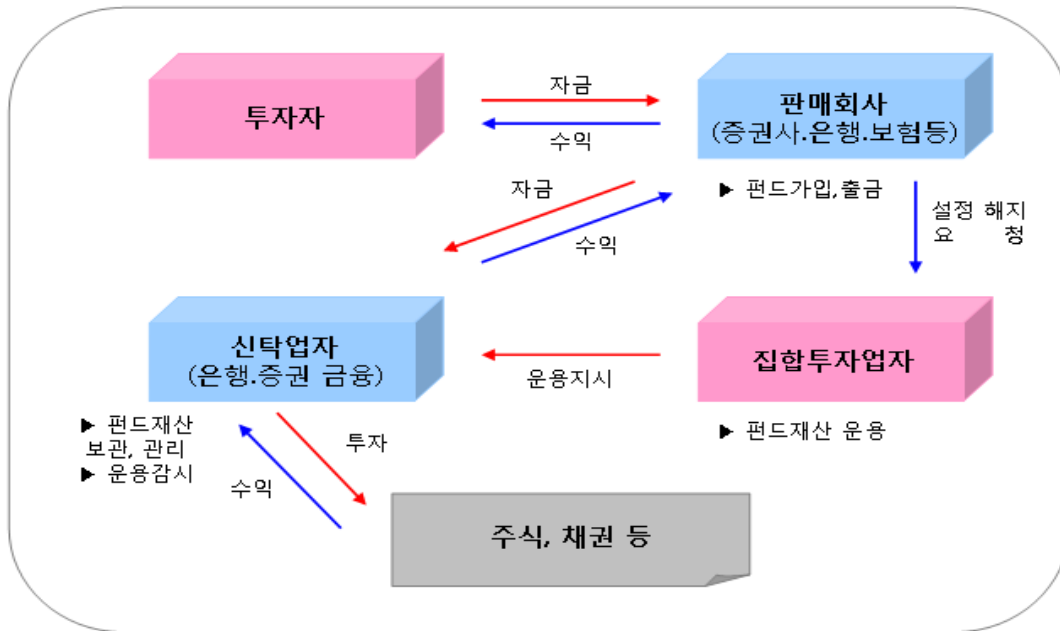 투자자
자금
수익
판매회사
(증권사.은행.보험등)
▶ 펀드가입,출금
자금
수익
설정 해지
요 청
신탁업자
(은행.증권 금융)
▶ 펀드재산
보관, 관리
▶ 운용감시
운용지시
집합투자업자
▶ 펀드재산 운용
투자
수익
주식, 채권 등